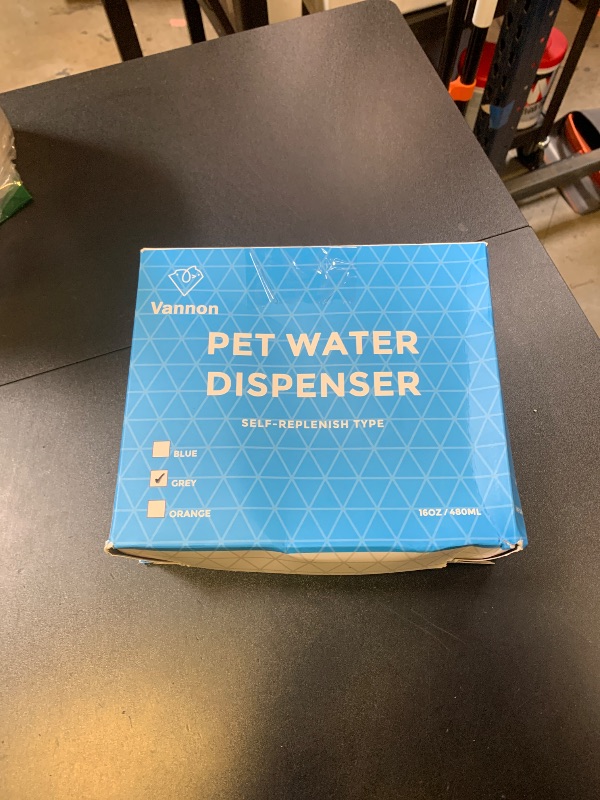 Vannon
PET WATER
DISPENSER
SELF-REPLENISH TYPE
BLUE
✓ GREY
ORANGE
16OZ / 480ML